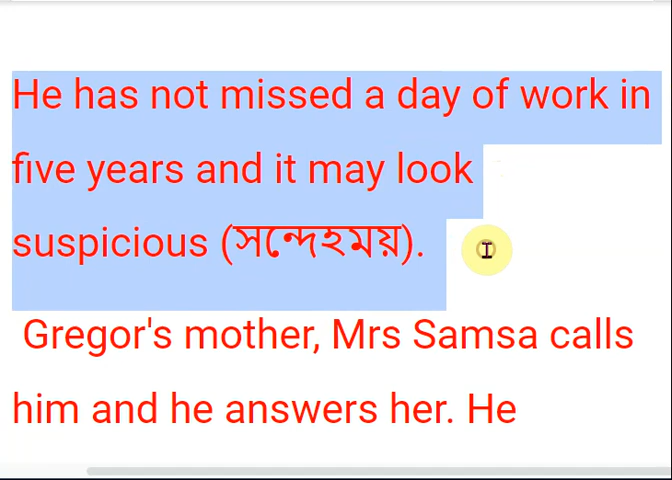 He has not missed a day of work in
five years and it may look
suspicious (সন্দেহময়).
Gregor's mother, Mrs Samsa calls
him and he answers her. He